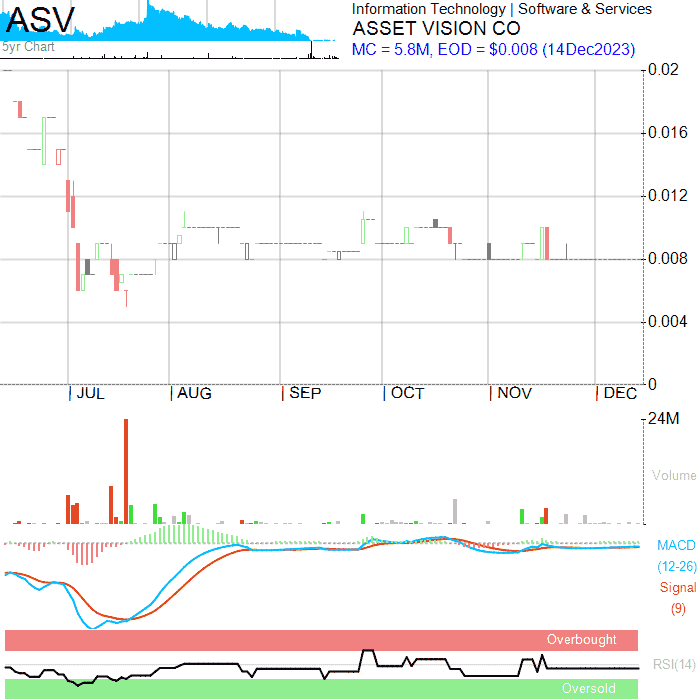 ASV
5yr Chart
Information Technology | Software & Services
ASSET VISION CO
MC = 5.8M, EOD = $0.008 (14Dec2023)
0.02
0.016
0.012
0.008
0.004
0
| JUL | AUG | SEP | OCT | NOV | DEC
24M
Volume
MACD
(12-26)
Signal
(9)
Overbought
RSI(14)
Oversold